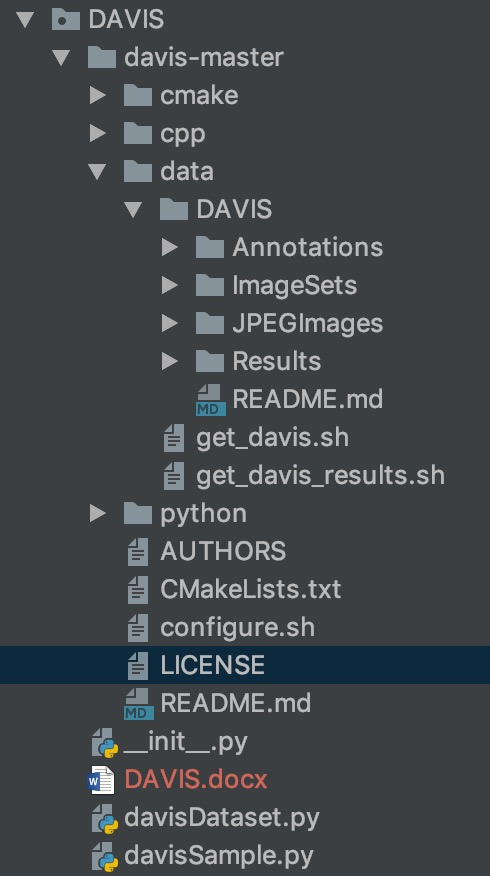 DAVIS
davis-master
cmake
cpp
data
DAVIS
Annotations
ImageSets
JPEGImages
Results
MD README.md
get_davis.sh
get_davis_results.sh
python
AUTHORS
CMakeLists.txt
configure.sh
LICENSE
MD README.md
__init__.py
W DAVIS.docx
davisDataset.py
davisSample.py